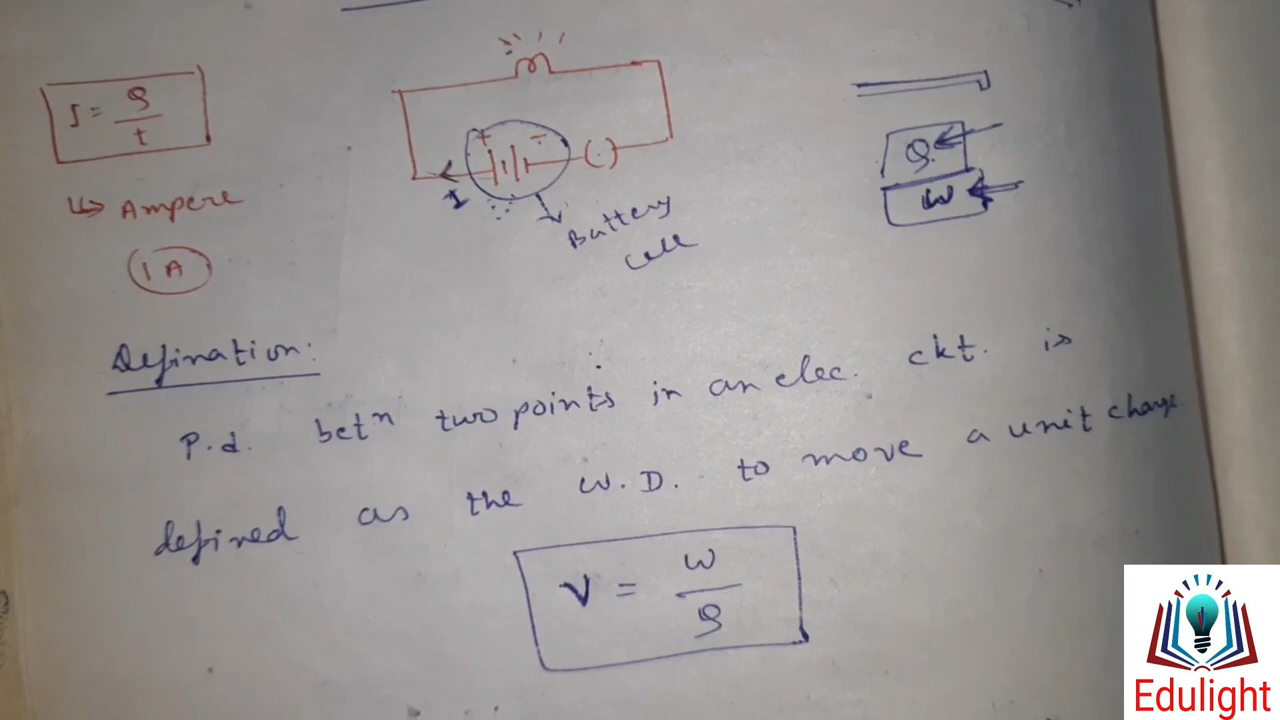 I = Q/t
↳ Ampere
1 A
+ -
( . )
I
Battery
cell
Q.
W
Defination:
P.d. betⁿ two points in an elec. ckt. is
defined as the W.D. to move a unit charge
V = W/Q
Edulight